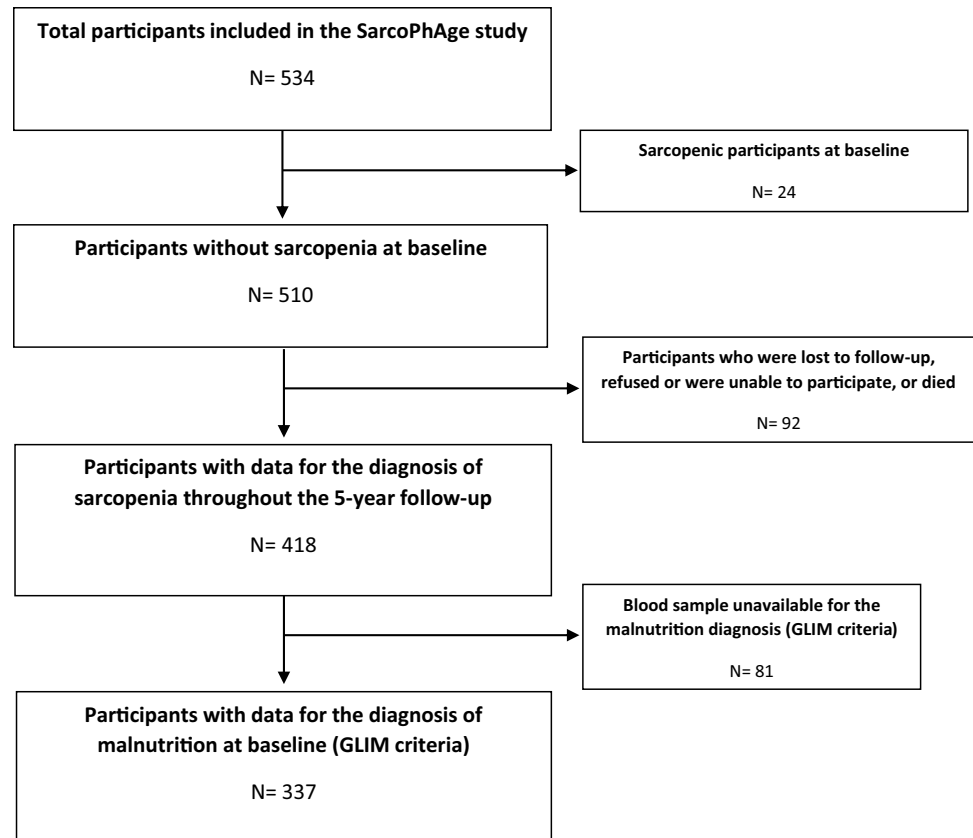 Total participants included in the SarcoPhAge study
N= 534
Sarcopenic participants at baseline
N= 24
Participants without sarcopenia at baseline
N= 510
Participants who were lost to follow-up,
refused or were unable to participate, or died
N= 92
Participants with data for the diagnosis of
sarcopenia throughout the 5-year follow-up
N= 418
Blood sample unavailable for the
malnutrition diagnosis (GLIM criteria)
N= 81
Participants with data for the diagnosis of
malnutrition at baseline (GLIM criteria)
N= 337